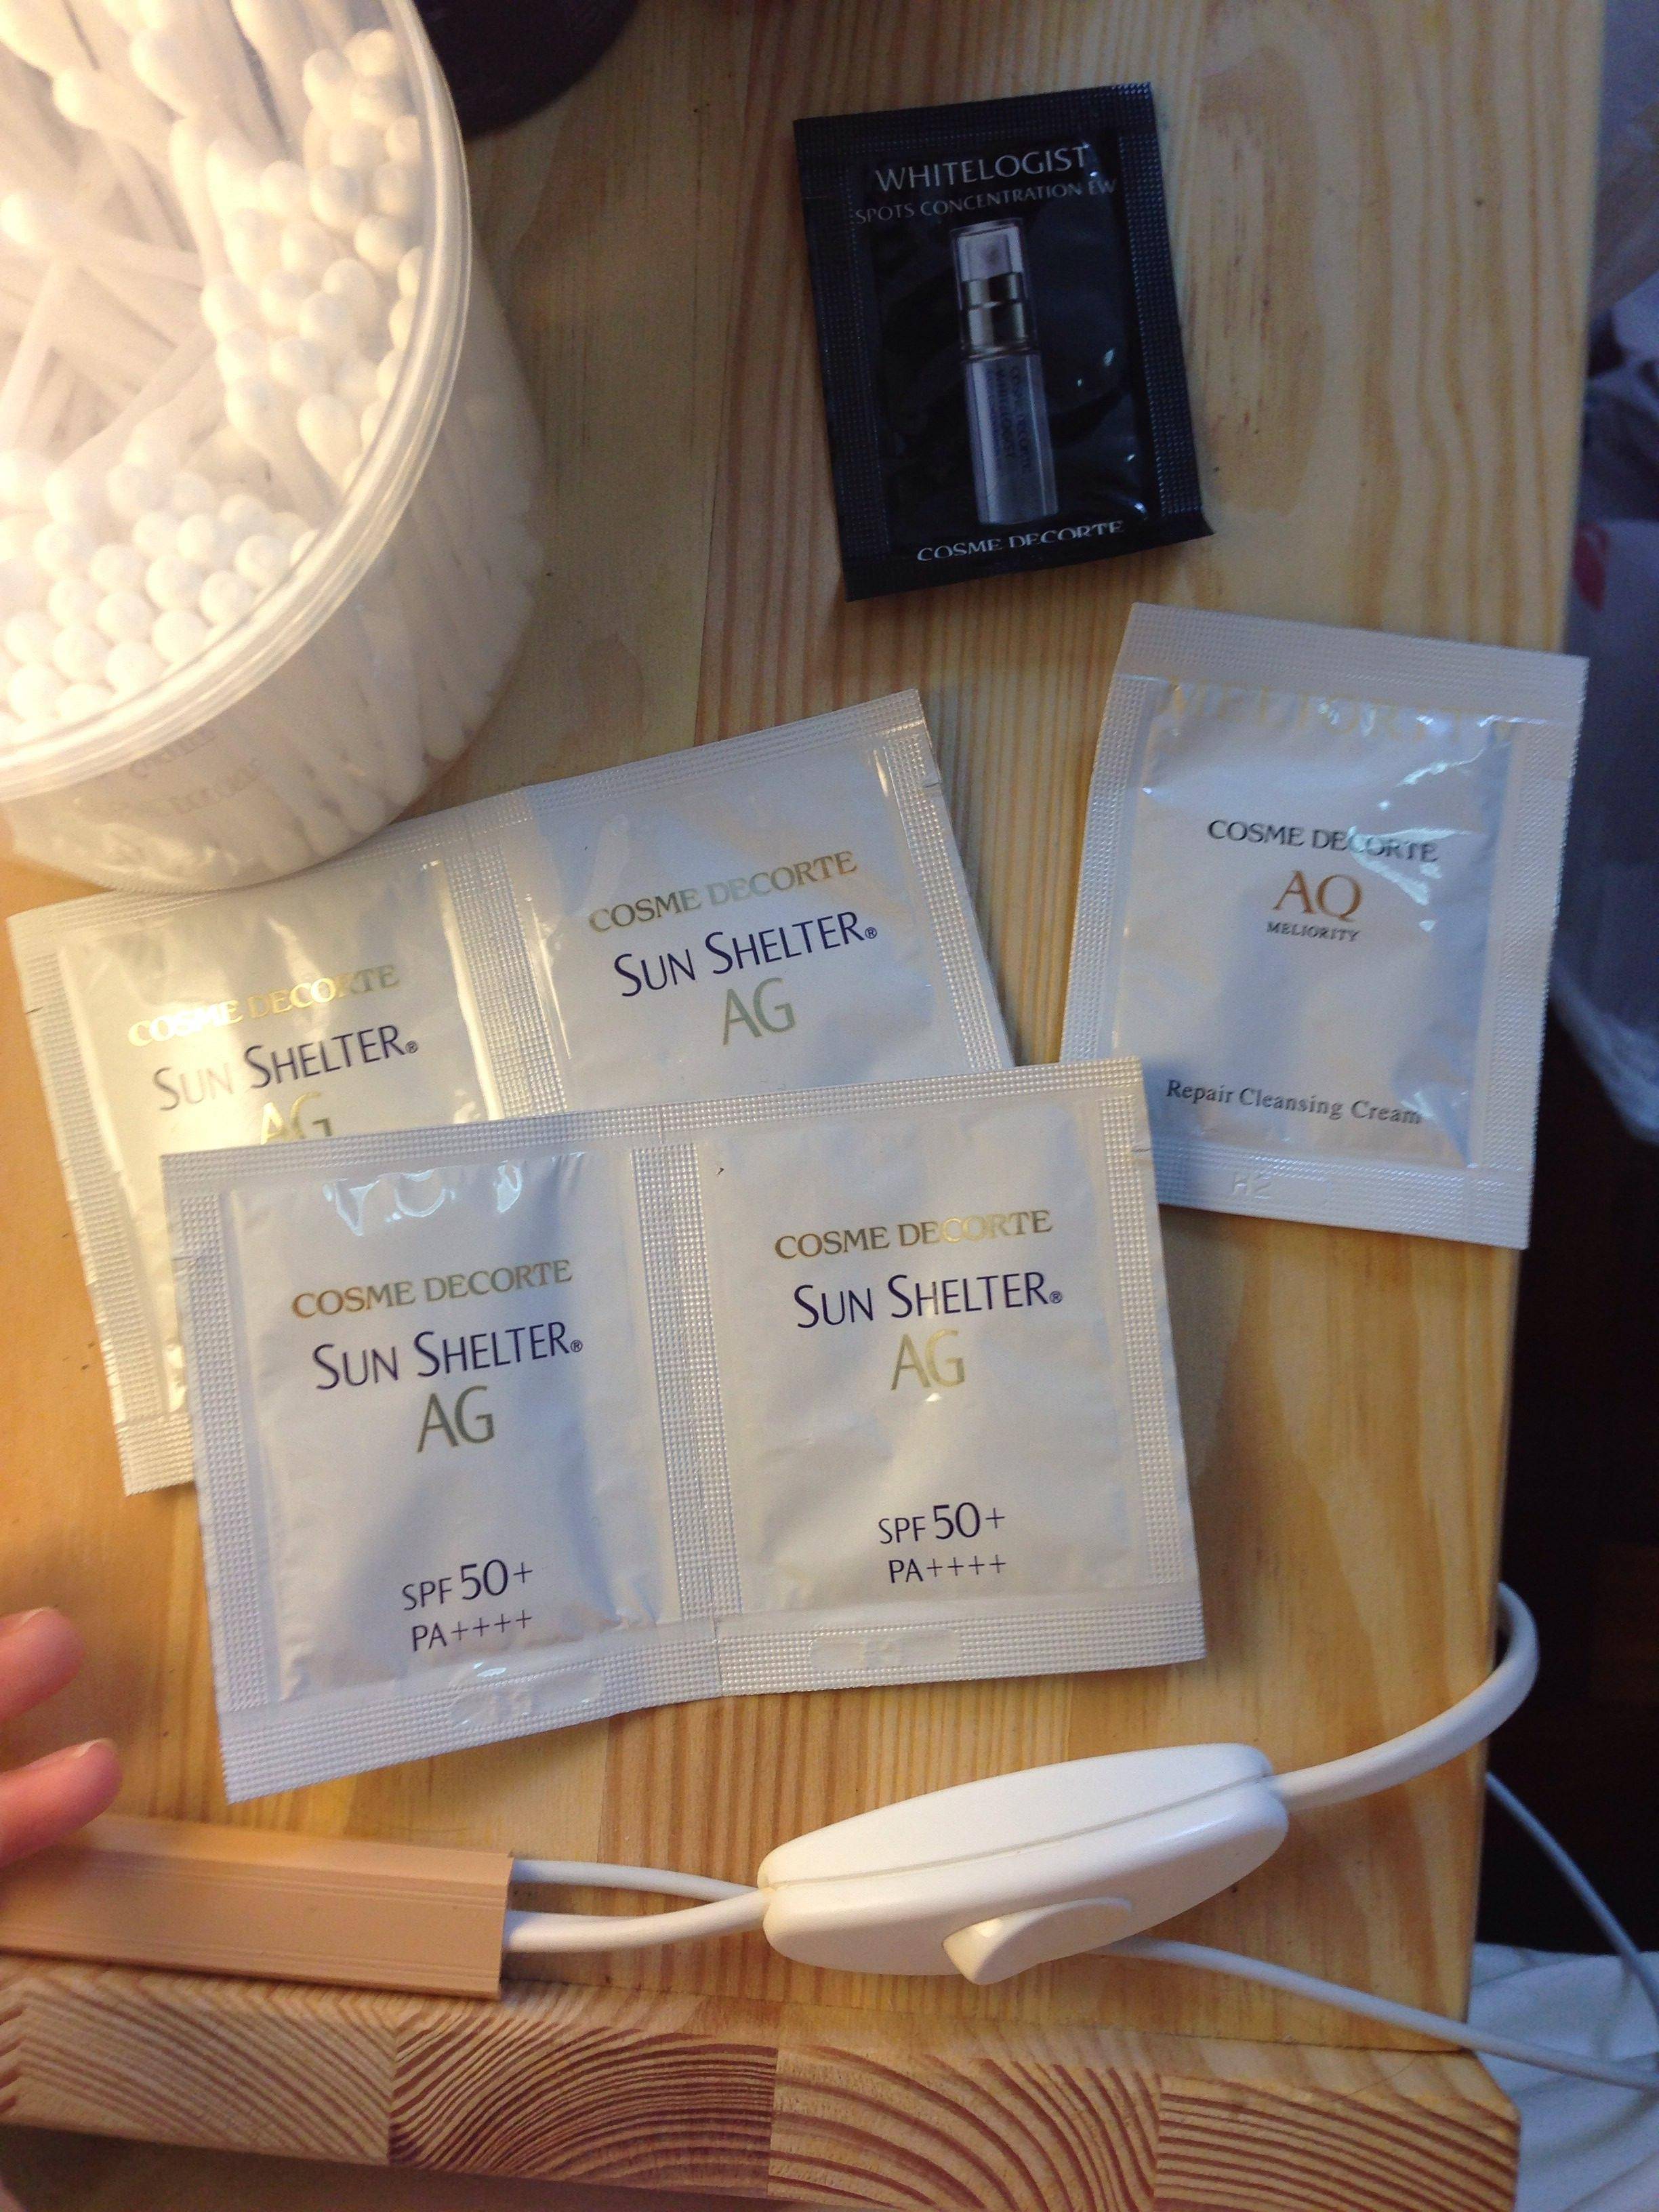 WHITELOGIST
SPOTS CONCENTRATION EW
COSME DECORTE
COSME DECORTE
AQ
MELIORITY
Repair Cleansing Cream
H2
COSME DECORTE
SUN SHELTER®
AG
COSME DECORTE
SUN SHELTER®
AG
COSME DECORTE
SUN SHELTER®
AG
SPF 50+
PA++++
COSME DECORTE
SUN SHELTER®
AG
SPF 50+
PA++++